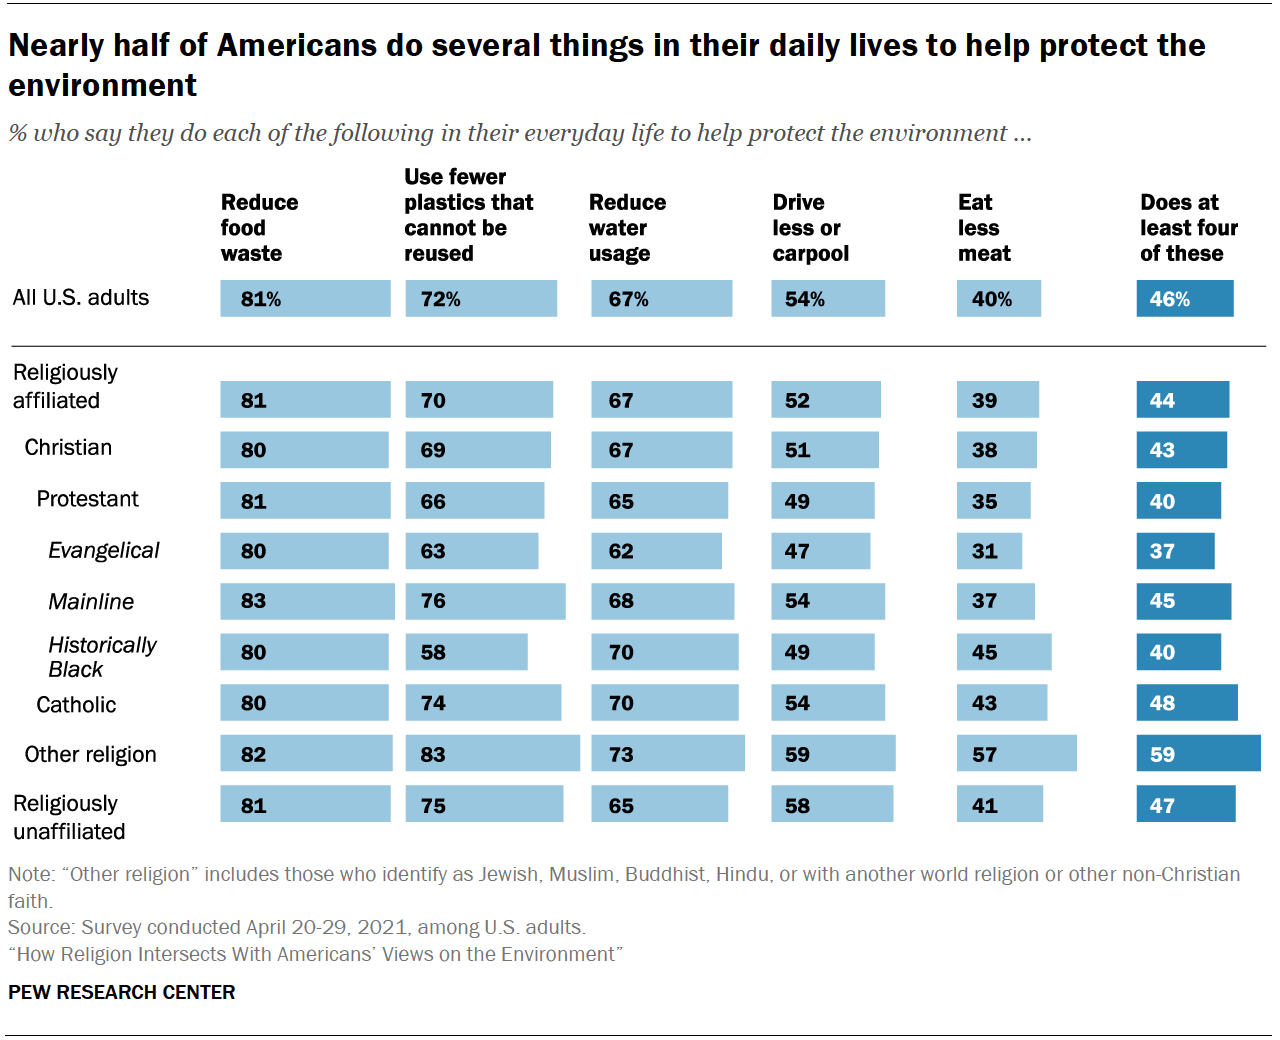 Nearly half of Americans do several things in their daily lives to help protect the
environment
% who say they do each of the following in their everyday life to help protect the environment ...
Reduce
food
waste
Use fewer
plastics that
cannot be
reused
Reduce
water
usage
Drive
less or
carpool
Eat
less
meat
Does at
least four
of these
All U.S. adults 81% 72% 67% 54% 40% 46%
Religiously
affiliated 81 70 67 52 39 44
Christian 80 69 67 51 38 43
Protestant 81 66 65 49 35 40
Evangelical 80 63 62 47 31 37
Mainline 83 76 68 54 37 45
Historically
Black 80 58 70 49 45 40
Catholic 80 74 70 54 43 48
Other religion 82 83 73 59 57 59
Religiously
unaffiliated 81 75 65 58 41 47
Note: “Other religion” includes those who identify as Jewish, Muslim, Buddhist, Hindu, or with another world religion or other non-Christian
faith.
Source: Survey conducted April 20-29, 2021, among U.S. adults.
“How Religion Intersects With Americans’ Views on the Environment”
PEW RESEARCH CENTER